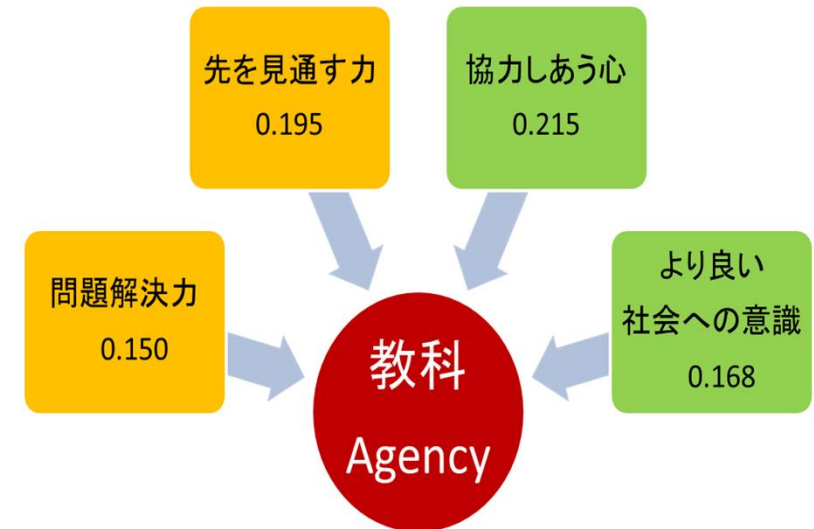 先を見通す力
0.195
協力しあう心
0.215
問題解決力
0.150
より良い
社会への意識
0.168
教科
Agency